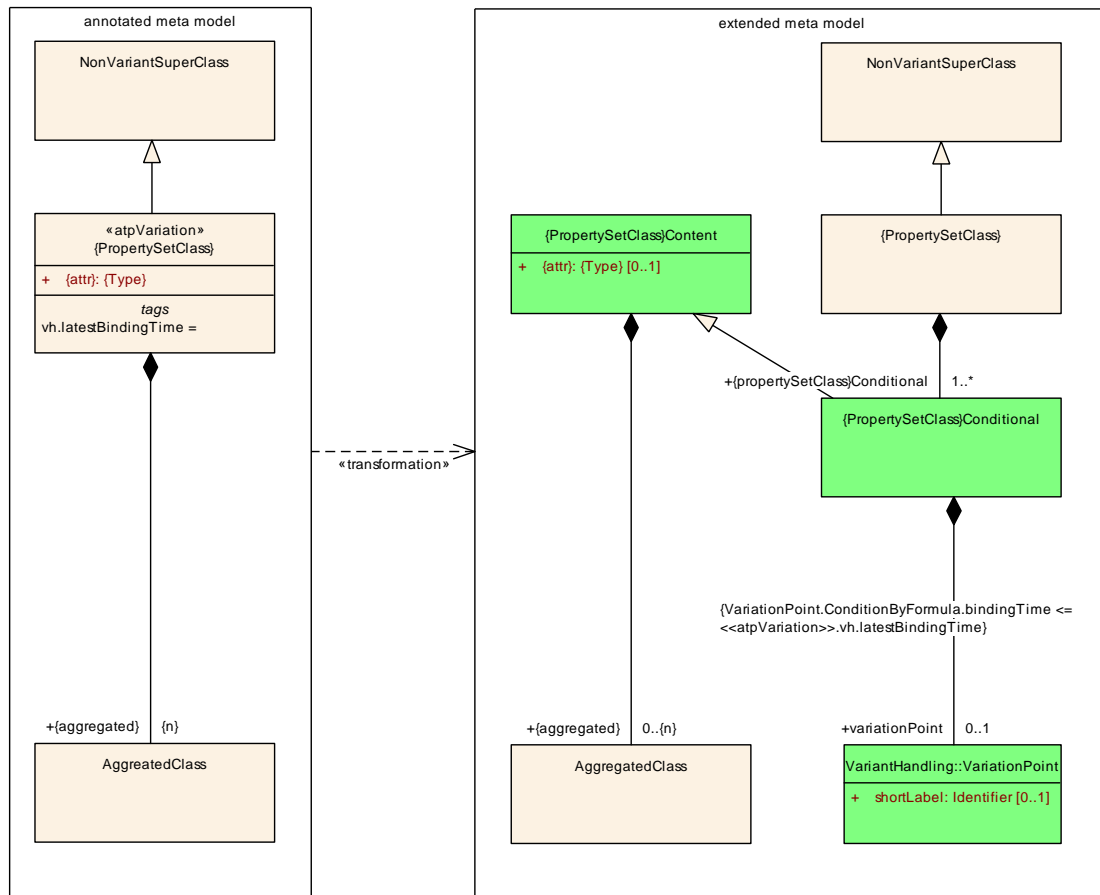 annotated meta model
NonVariantSuperClass
«atpVariation»
{PropertySetClass}
+ {attr}: {Type}
tags
vh.latestBindingTime =
+{aggregated} {n}
AggreatedClass
«transformation»
extended meta model
NonVariantSuperClass
{PropertySetClass}Content
+ {attr}: {Type} [0..1]
{PropertySetClass}
+{propertySetClass}Conditional 1..*
{PropertySetClass}Conditional
{VariationPoint.ConditionByFormula.bindingTime <=
<<atpVariation>>.vh.latestBindingTime}
+{aggregated} 0..{n}
AggregatedClass
+variationPoint 0..1
VariantHandling::VariationPoint
+ shortLabel: Identifier [0..1]